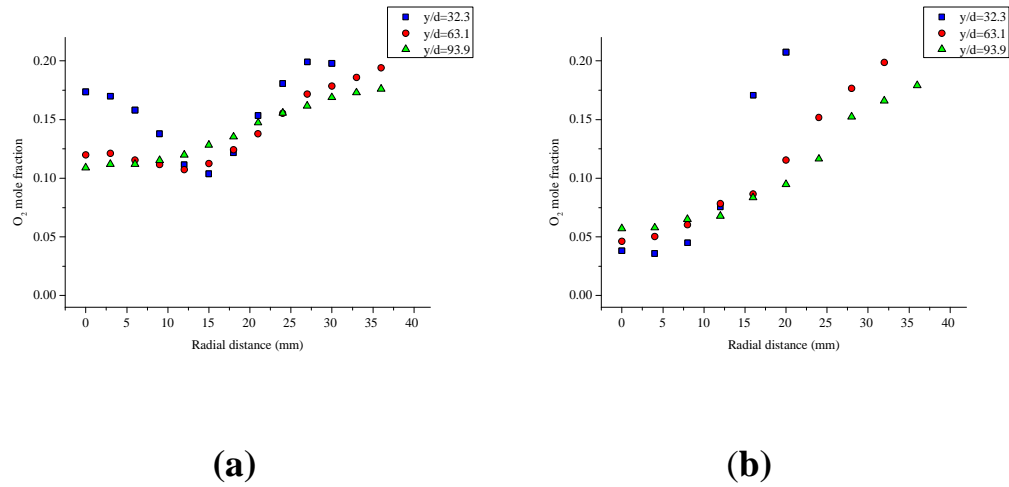 y/d=32.3
y/d=63.1
y/d=93.9
0.20
0.15
0.10
0.05
0.00
O2 mole fraction
0 5 10 15 20 25 30 35 40
Radial distance (mm)
(a)
y/d=32.3
y/d=63.1
y/d=93.9
0.20
0.15
0.10
0.05
0.00
O2 mole fraction
0 5 10 15 20 25 30 35 40
Radial distance (mm)
(b)